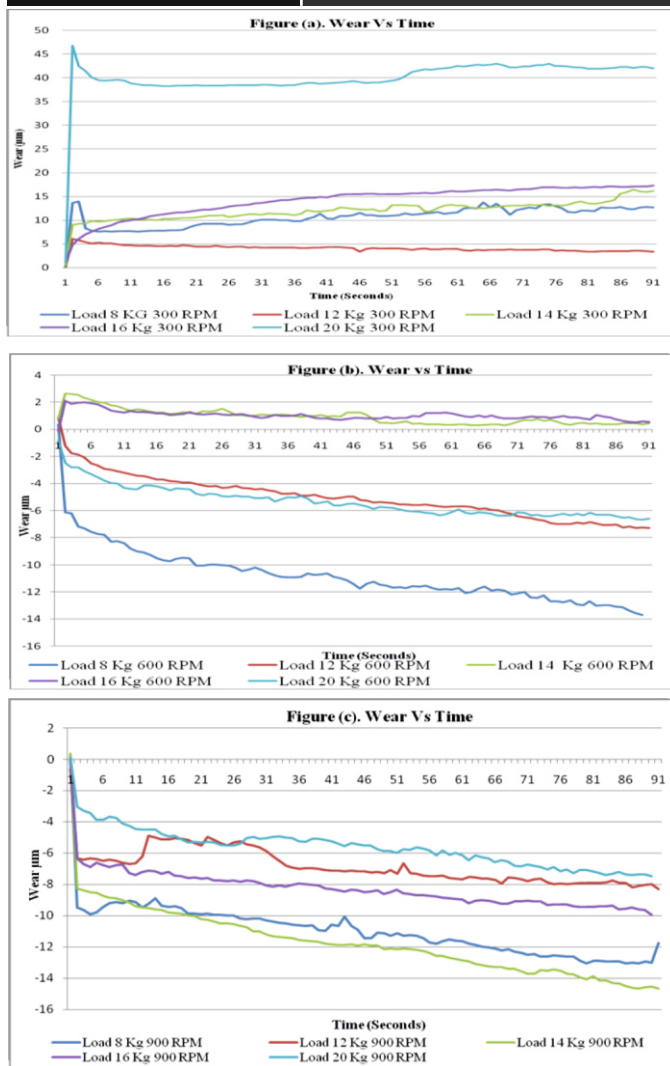 Figure (a). Wear Vs Time
50
45
40
35
30
25
20
15
10
5
0
Wear (µm)
1 6 11 16 21 26 31 36 41 46 51 56 61 66 71 76 81 86 91
Time (Seconds)
Load 8 KG 300 RPM Load 12 Kg 300 RPM Load 14 Kg 300 RPM
Load 16 Kg 300 RPM Load 20 Kg 300 RPM
Figure (b). Wear vs Time
4
2
0
-2
-4
-6
-8
-10
-12
-14
-16
Wear µm
1 6 11 16 21 26 31 36 41 46 51 56 61 66 71 76 81 86 91
Time (Seconds)
Load 8 Kg 600 RPM Load 12 Kg 600 RPM Load 14 Kg 600 RPM
Load 16 Kg 600 RPM Load 20 Kg 600 RPM
Figure (c). Wear Vs Time
2
0
-2
-4
-6
-8
-10
-12
-14
-16
Wear µm
1 6 11 16 21 26 31 36 41 46 51 56 61 66 71 76 81 86 91
Time (Seconds)
Load 8 Kg 900 RPM Load 12 Kg 900 RPM Load 14 Kg 900 RPM
Load 16 Kg 900 RPM Load 20 Kg 900 RPM